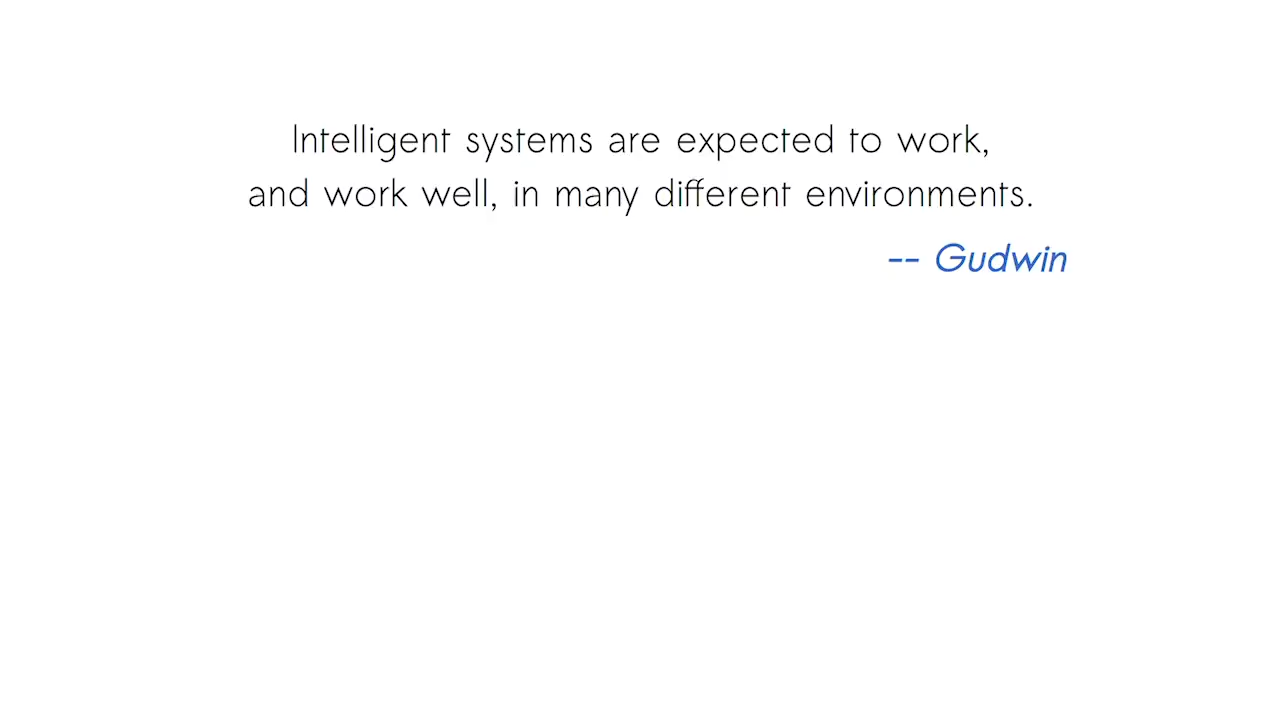 Intelligent systems are expected to work,
and work well, in many different environments.
-- Gudwin